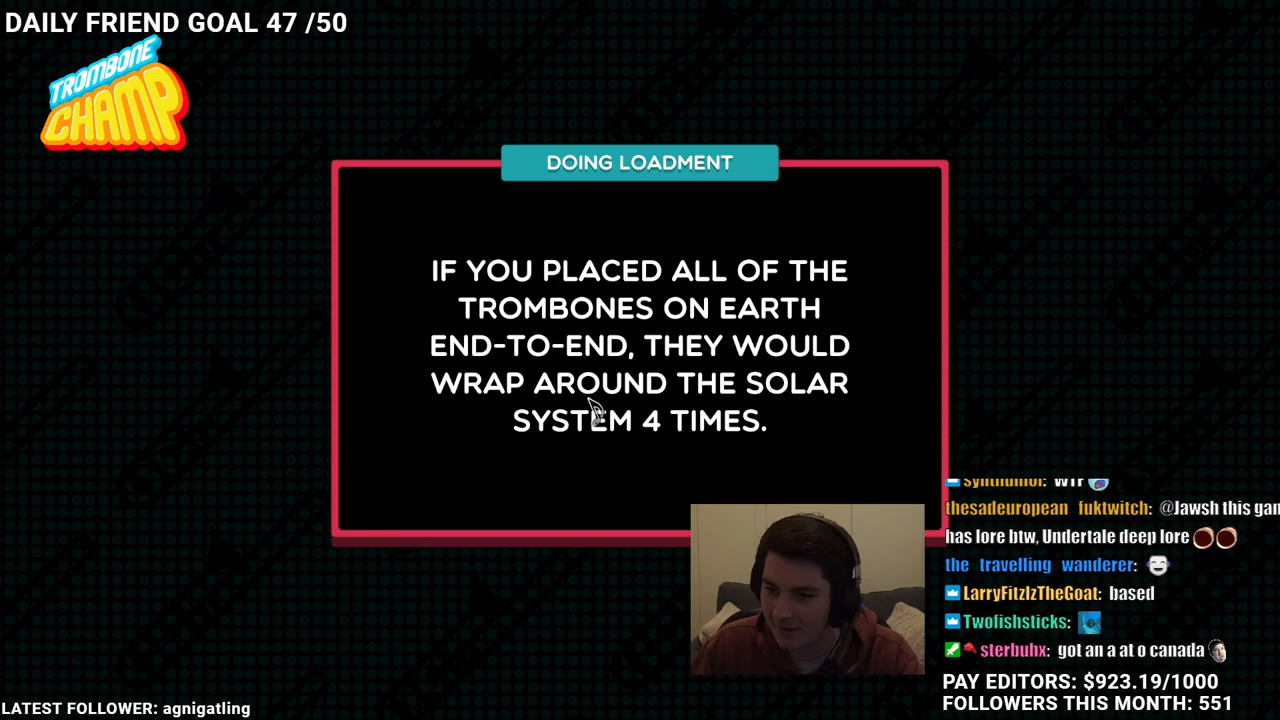 DAILY FRIEND GOAL 47 /50
TROMBONE
CHAMP
DOING LOADMENT
IF YOU PLACED ALL OF THE
TROMBONES ON EARTH
END-TO-END, THEY WOULD
WRAP AROUND THE SOLAR
SYSTEM 4 TIMES.
thesadeuropean fuktwitch: @Jawsh this gam
has lore btw, Undertale deep lore
the travelling wanderer:
LarryFitzIzTheGoat: based
Twofishsticks:
sterbuhx: got an a at o canada
PAY EDITORS: $923.19/1000
FOLLOWERS THIS MONTH: 551
LATEST FOLLOWER: agnigatling